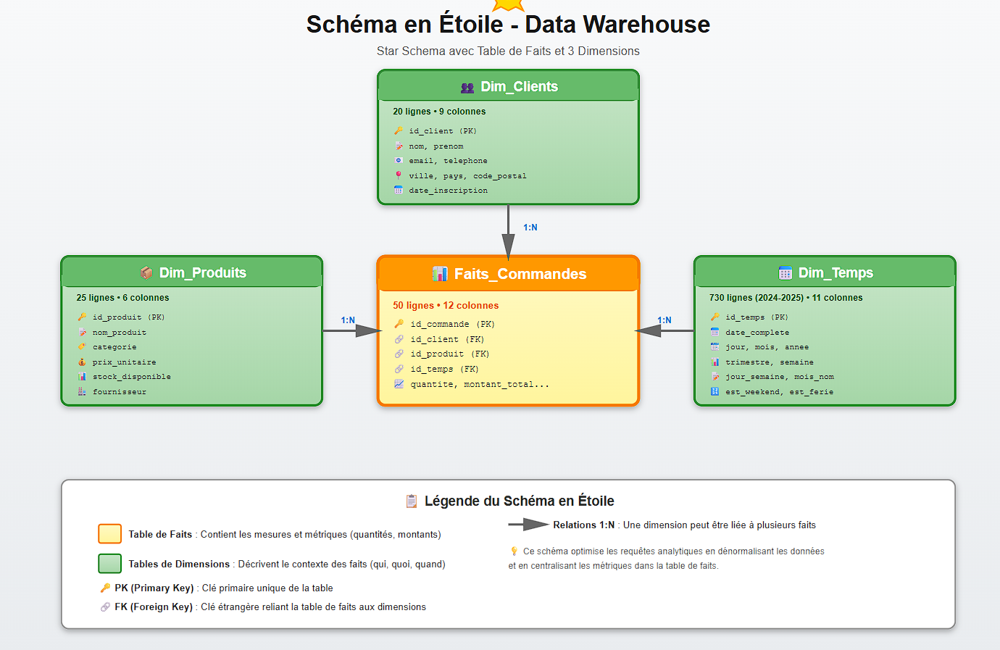 Schéma en Étoile - Data Warehouse
Star Schema avec Table de Faits et 3 Dimensions
Dim_Clients
20 lignes • 9 colonnes
id_client (PK)
nom, prenom
email, telephone
ville, pays, code_postal
date_inscription
1:N
Dim_Produits
25 lignes • 6 colonnes
id_produit (PK)
nom_produit
categorie
prix_unitaire
stock_disponible
fournisseur
1:N
Faits_Commandes
50 lignes • 12 colonnes
id_commande (PK)
id_client (FK)
id_produit (FK)
id_temps (FK)
quantite, montant_total...
1:N
Dim_Temps
730 lignes (2024-2025) • 11 colonnes
id_temps (PK)
date_complete
jour, mois, annee
trimestre, semaine
jour_semaine, mois_nom
est_weekend, est_ferie
Légende du Schéma en Étoile
Table de Faits : Contient les mesures et métriques (quantités, montants)
Tables de Dimensions : Décrivent le contexte des faits (qui, quoi, quand)
PK (Primary Key) : Clé primaire unique de la table
FK (Foreign Key) : Clé étrangère reliant la table de faits aux dimensions
Relations 1:N : Une dimension peut être liée à plusieurs faits
Ce schéma optimise les requêtes analytiques en dénormalisant les données
et en centralisant les métriques dans la table de faits.